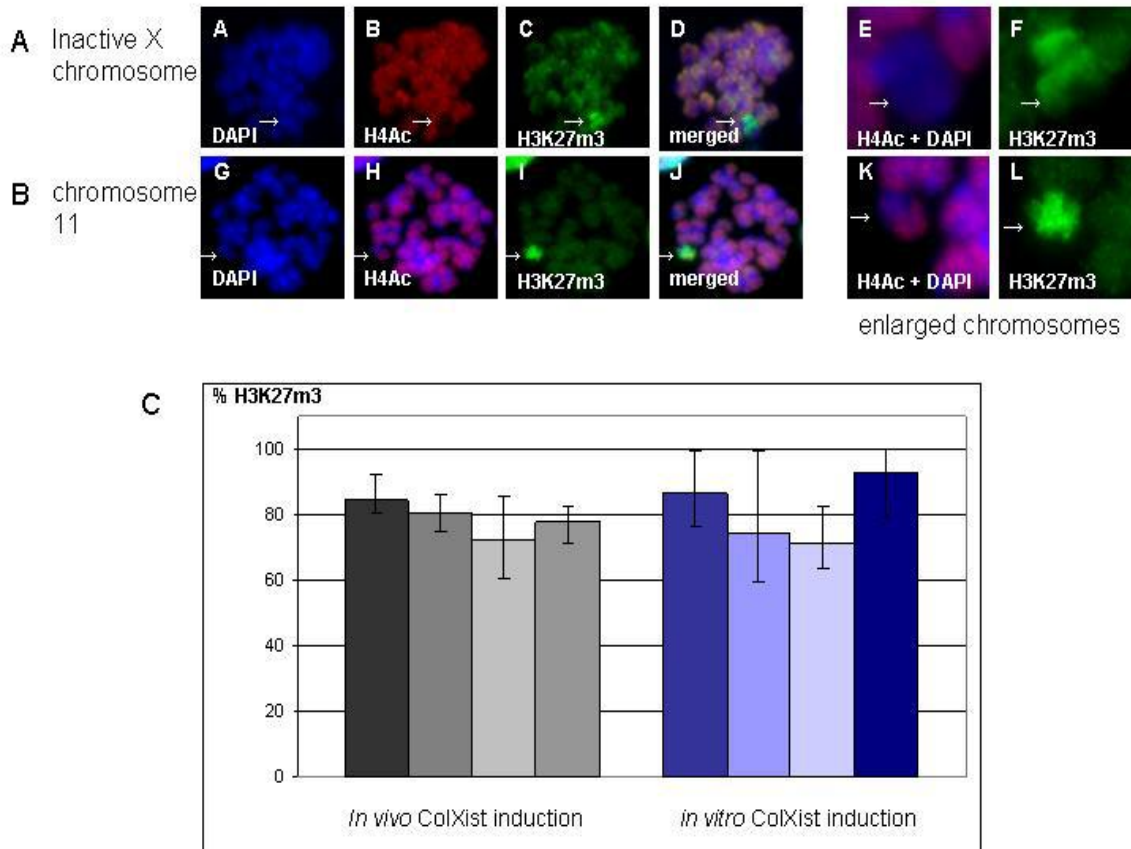 A Inactive X
chromosome
A B C D E F
DAPI H4Ac H3K27m3 merged H4Ac + DAPI H3K27m3
B chromosome
11
G H I J K L
DAPI H4Ac H3K27m3 merged H4Ac + DAPI H3K27m3
enlarged chromosomes
C
% H3K27m3
100
80
60
40
20
0
In vivo ColXist induction in vitro ColXist induction